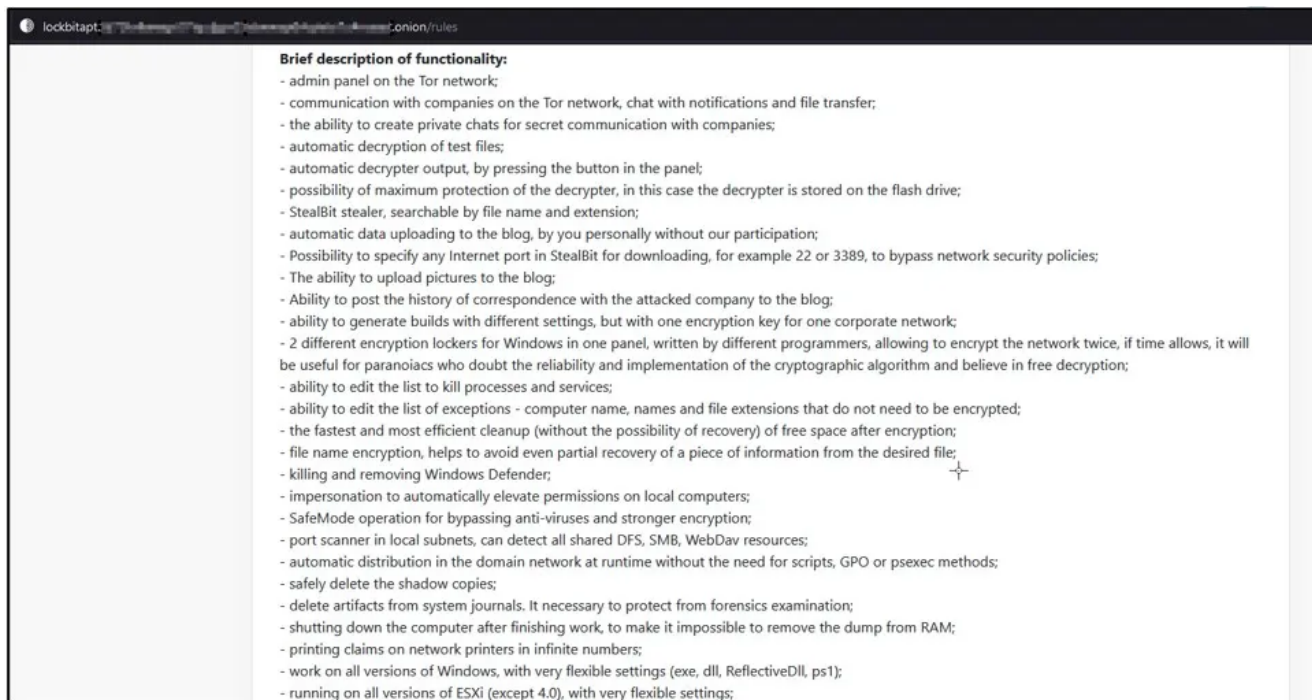 lockbitapt .onion/rules
Brief description of functionality:
- admin panel on the Tor network;
- communication with companies on the Tor network, chat with notifications and file transfer;
- the ability to create private chats for secret communication with companies;
- automatic decryption of test files;
- automatic decrypter output, by pressing the button in the panel;
- possibility of maximum protection of the decrypter, in this case the decrypter is stored on the flash drive;
- StealBit stealer, searchable by file name and extension;
- automatic data uploading to the blog, by you personally without our participation;
- Possibility to specify any Internet port in StealBit for downloading, for example 22 or 3389, to bypass network security policies;
- The ability to upload pictures to the blog;
- Ability to post the history of correspondence with the attacked company to the blog;
- ability to generate builds with different settings, but with one encryption key for one corporate network;
- 2 different encryption lockers for Windows in one panel, written by different programmers, allowing to encrypt the network twice, if time allows, it will
be useful for paranoiacs who doubt the reliability and implementation of the cryptographic algorithm and believe in free decryption;
- ability to edit the list to kill processes and services;
- ability to edit the list of exceptions - computer name, names and file extensions that do not need to be encrypted;
- the fastest and most efficient cleanup (without the possibility of recovery) of free space after encryption;
- file name encryption, helps to avoid even partial recovery of a piece of information from the desired file;
- killing and removing Windows Defender;
- impersonation to automatically elevate permissions on local computers;
- SafeMode operation for bypassing anti-viruses and stronger encryption;
- port scanner in local subnets, can detect all shared DFS, SMB, WebDav resources;
- automatic distribution in the domain network at runtime without the need for scripts, GPO or psexec methods;
- safely delete the shadow copies;
- delete artifacts from system journals. It necessary to protect from forensics examination;
- shutting down the computer after finishing work, to make it impossible to remove the dump from RAM;
- printing claims on network printers in infinite numbers;
- work on all versions of Windows, with very flexible settings (exe, dll, ReflectiveDll, ps1);
- running on all versions of ESXi (except 4.0), with very flexible settings;